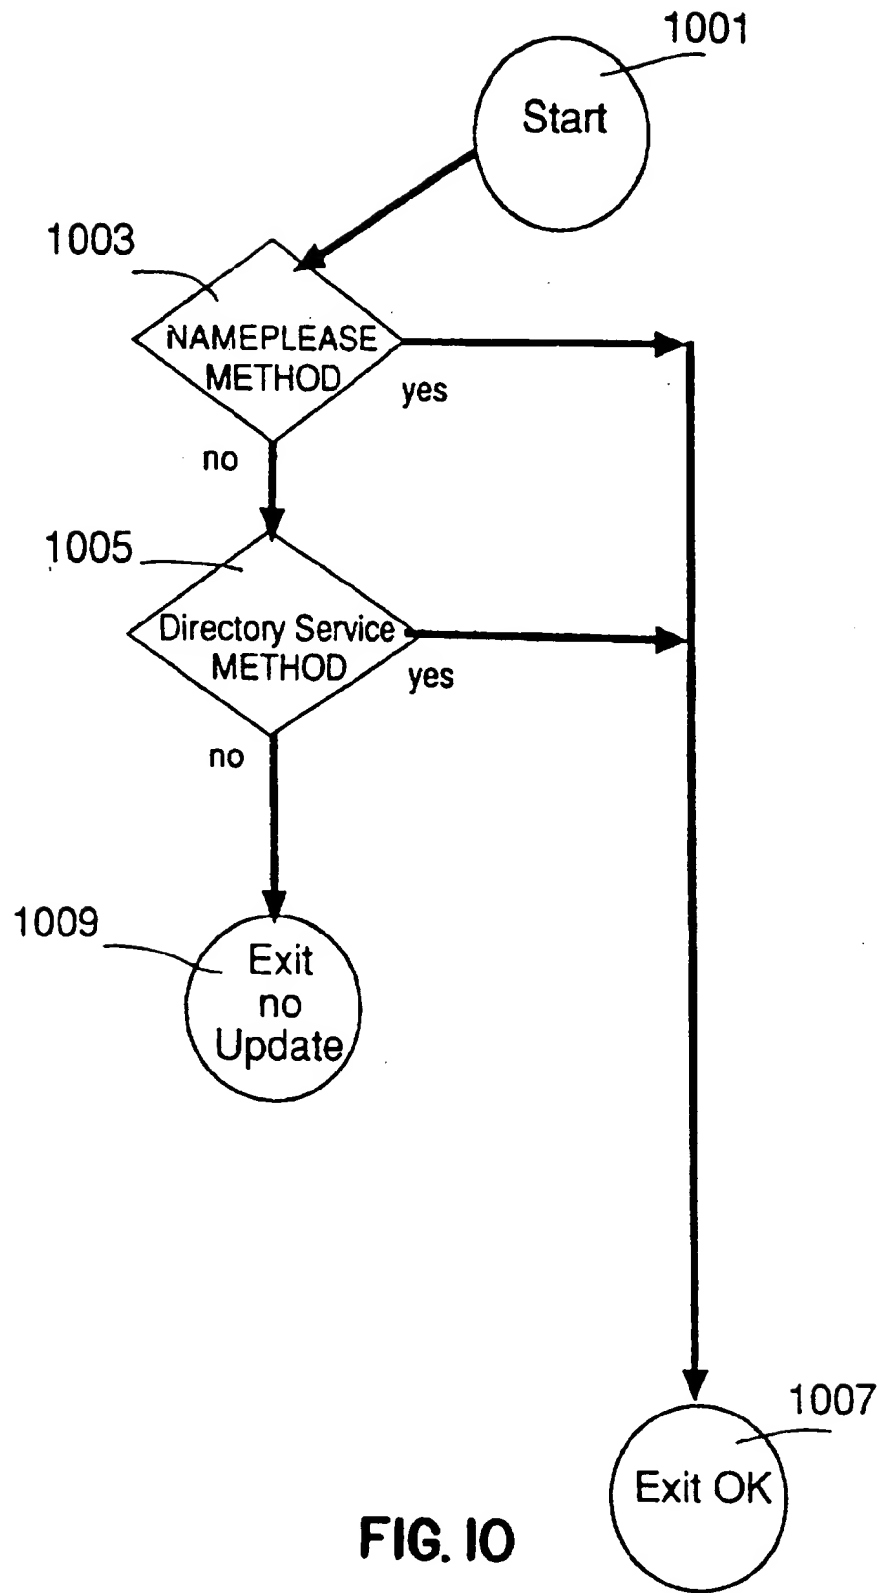 1001
Start
1003
NAMEPLEASE
METHOD
yes
no
1005
Directory Service
METHOD
yes
no
1009
Exit
no
Update
1007
Exit OK
FIG. 10